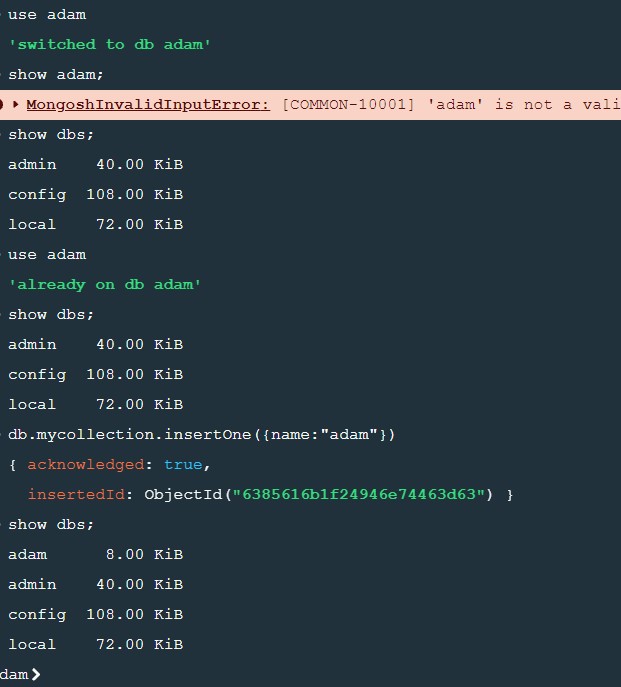 use adam
'switched to db adam'
show adam;
MongoshInvalidInputError: [COMMON-10001] 'adam' is not a vali
show dbs;
admin 40.00 KiB
config 108.00 KiB
local 72.00 KiB
use adam
'already on db adam'
show dbs;
admin 40.00 KiB
config 108.00 KiB
local 72.00 KiB
db.mycollection.insertOne({name:"adam"})
{ acknowledged: true,
insertedId: ObjectId("6385616b1f24946e74463d63") }
show dbs;
adam 8.00 KiB
admin 40.00 KiB
config 108.00 KiB
local 72.00 KiB
dam>